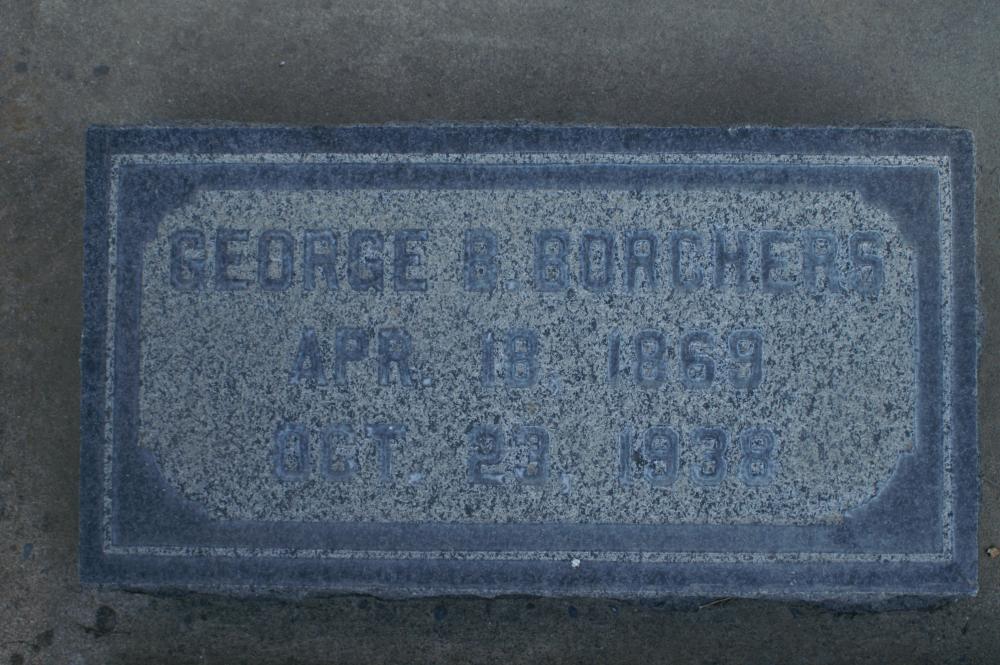 GEORGE B. BORCHERS
APR. 18, 1869
OCT. 23, 1938